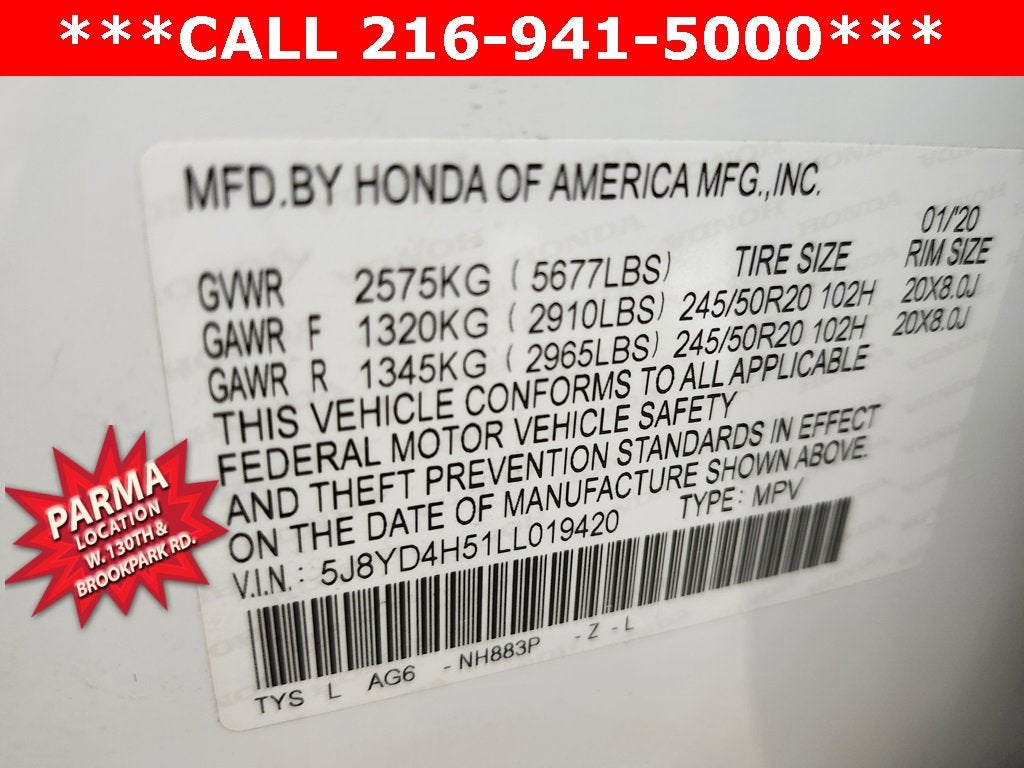 ***CALL 216-941-5000***
MFD.BY HONDA OF AMERICA MFG.,INC.
01/'20
TIRE SIZE RIM SIZE
GVWR 2575KG ( 5677LBS)
GAWR F 1320KG ( 2910LBS) 245/50R20 102H 20X8.0J
GAWR R 1345KG ( 2965LBS) 245/50R20 102H 20X8.0J
THIS VEHICLE CONFORMS TO ALL APPLICABLE
FEDERAL MOTOR VEHICLE SAFETY
AND THEFT PREVENTION STANDARDS IN EFFECT
ON THE DATE OF MANUFACTURE SHOWN ABOVE.
V.I.N.: 5J8YD4H51LL019420 TYPE: MPV
TYS L AG6 -NH883P -Z-L
PARMA
LOCATION
W. 130TH &
BROOKPARK RD.